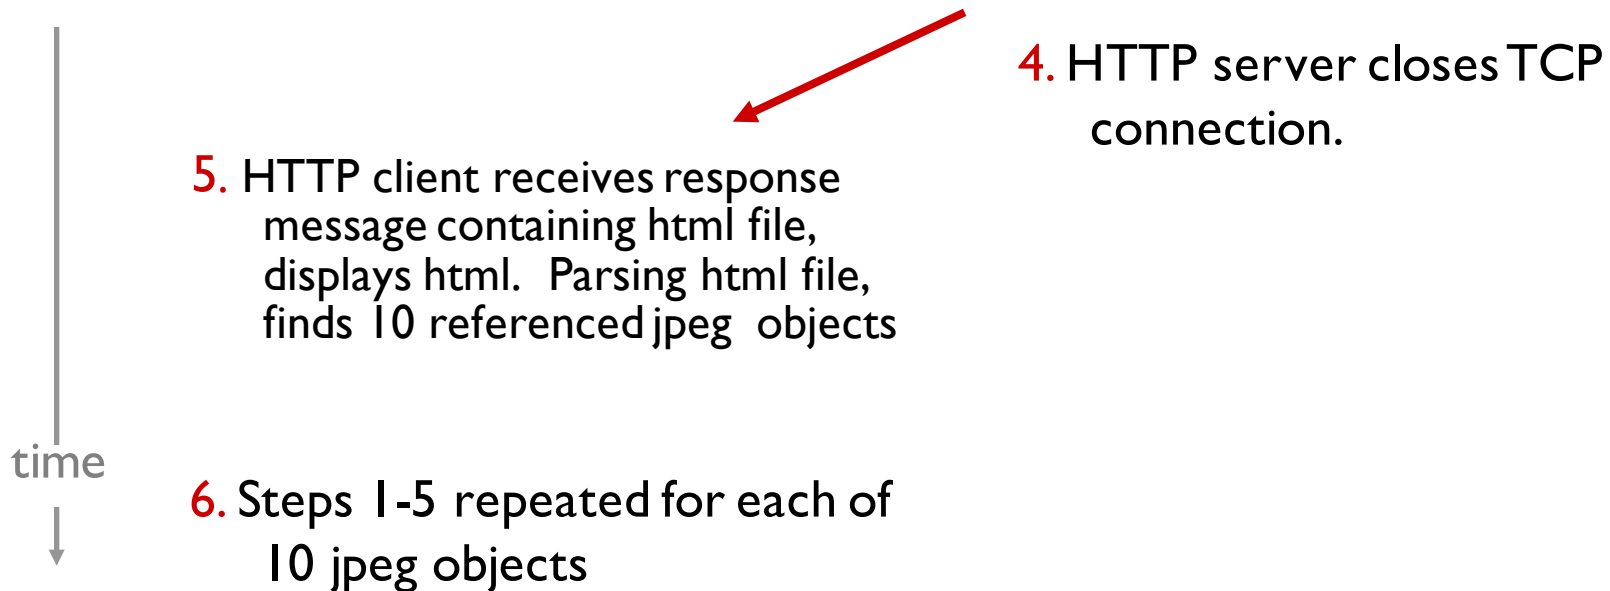 4. HTTP server closes TCP
connection.
5. HTTP client receives response
message containing html file,
displays html. Parsing html file,
finds 10 referenced jpeg objects
time
6. Steps 1-5 repeated for each of
10 jpeg objects